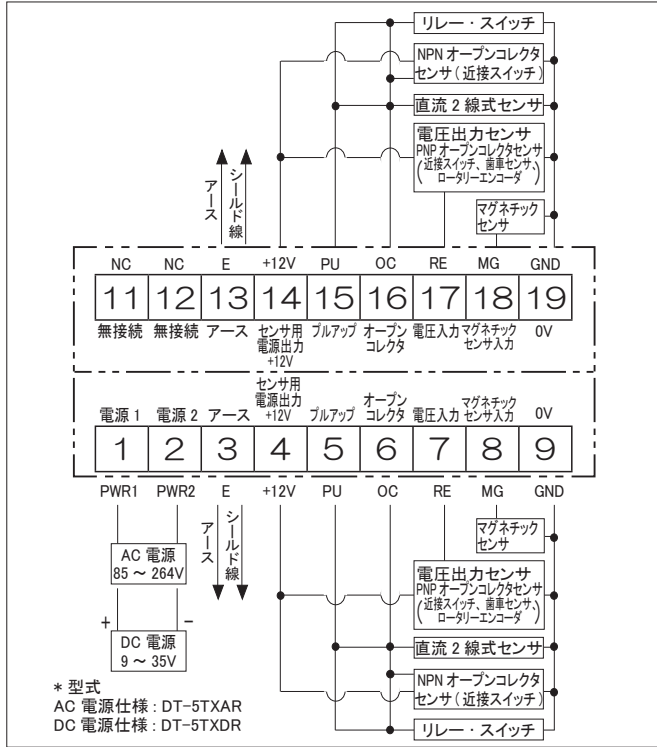 リレー・スイッチ
NPN オープンコレクタ
センサ ( 近接スイッチ )
直流 2 線式センサ
電圧出力センサ
PNP オープンコレクタセンサ
( 近接スイッチ、歯車センサ、
ロータリーエンコーダ )
マグネチック
センサ
アース
シールド線
NC NC E +12V PU OC RE MG GND
11 12 13 14 15 16 17 18 19
無接続 無接続 アース センサ用 プルアップ オープン 電圧入力 マグネチック 0V
電源出力 コレクタ センサ入力
+12V
センサ用
電源出力 オープン マグネチック
電源 1 電源 2 アース +12V プルアップ コレクタ 電圧入力 センサ入力 0V
1 2 3 4 5 6 7 8 9
PWR1 PWR2 E +12V PU OC RE MG GND
アース
シールド線
マグネチック
センサ
AC 電源
85 ~ 264V
電圧出力センサ
PNP オープンコレクタセンサ
( 近接スイッチ、歯車センサ、
ロータリーエンコーダ )
+ −
DC 電源
9 ~ 35V
直流 2 線式センサ
NPN オープンコレクタ
センサ ( 近接スイッチ )
リレー・スイッチ
* 型式
AC 電源仕様 : DT-5TXAR
DC 電源仕様 : DT-5TXDR